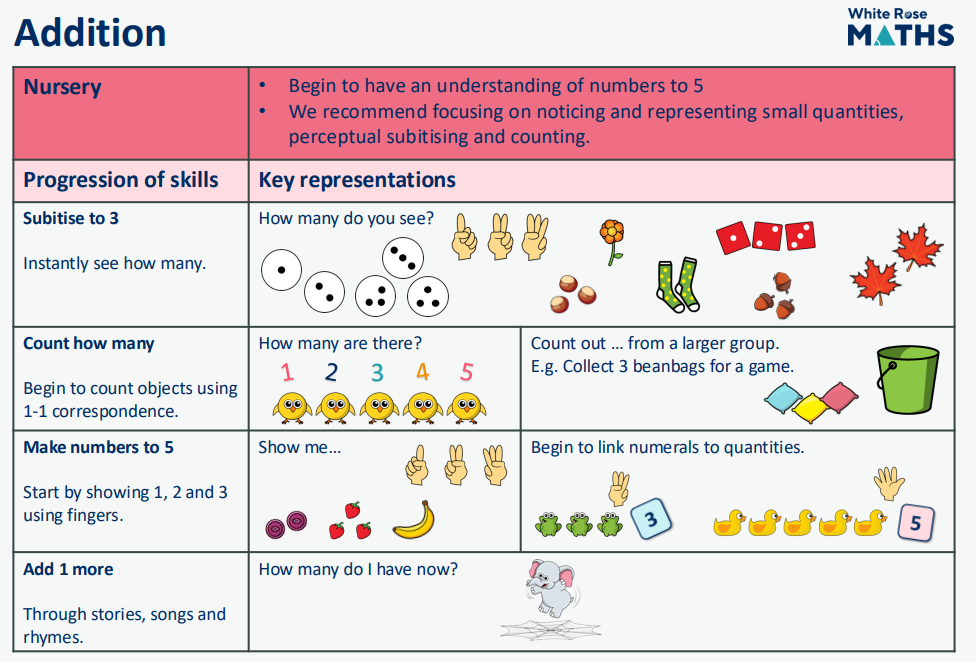 Addition
White Rose
MATHS
Nursery
• Begin to have an understanding of numbers to 5
• We recommend focusing on noticing and representing small quantities,
perceptual subitising and counting.
Progression of skills
Key representations
Subitise to 3
Instantly see how many.
How many do you see?
Count how many
Begin to count objects using
1-1 correspondence.
How many are there?
1 2 3 4 5
Count out ... from a larger group.
E.g. Collect 3 beanbags for a game.
Make numbers to 5
Start by showing 1, 2 and 3
using fingers.
Show me...
Begin to link numerals to quantities.
3
5
Add 1 more
Through stories, songs and
rhymes.
How many do I have now?